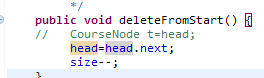 */
public void deleteFromStart() {
// CourseNode t=head;
head=head.next;
size--;